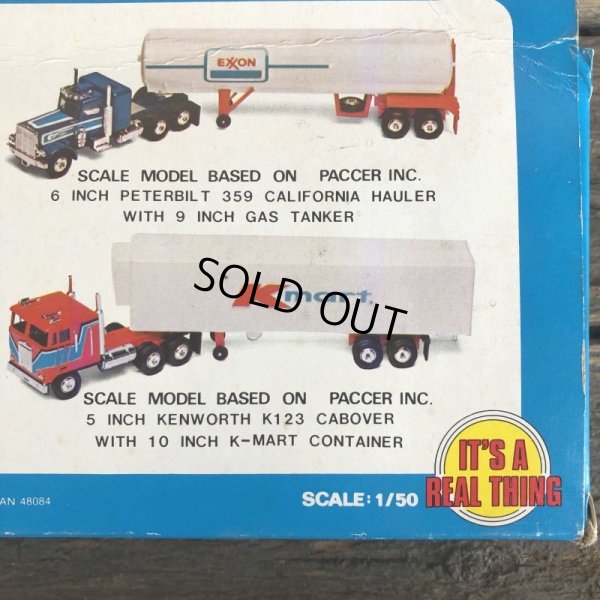 EXXON
SCALE MODEL BASED ON PACCER INC.
6 INCH PETERBILT 359 CALIFORNIA HAULER
WITH 9 INCH GAS TANKER
Kmart
SOLD OUT
SCALE MODEL BASED ON PACCER INC.
5 INCH KENWORTH K123 CABOVER
WITH 10 INCH K-MART CONTAINER
IT'S A
REAL THING
AN 48084
SCALE: 1/50